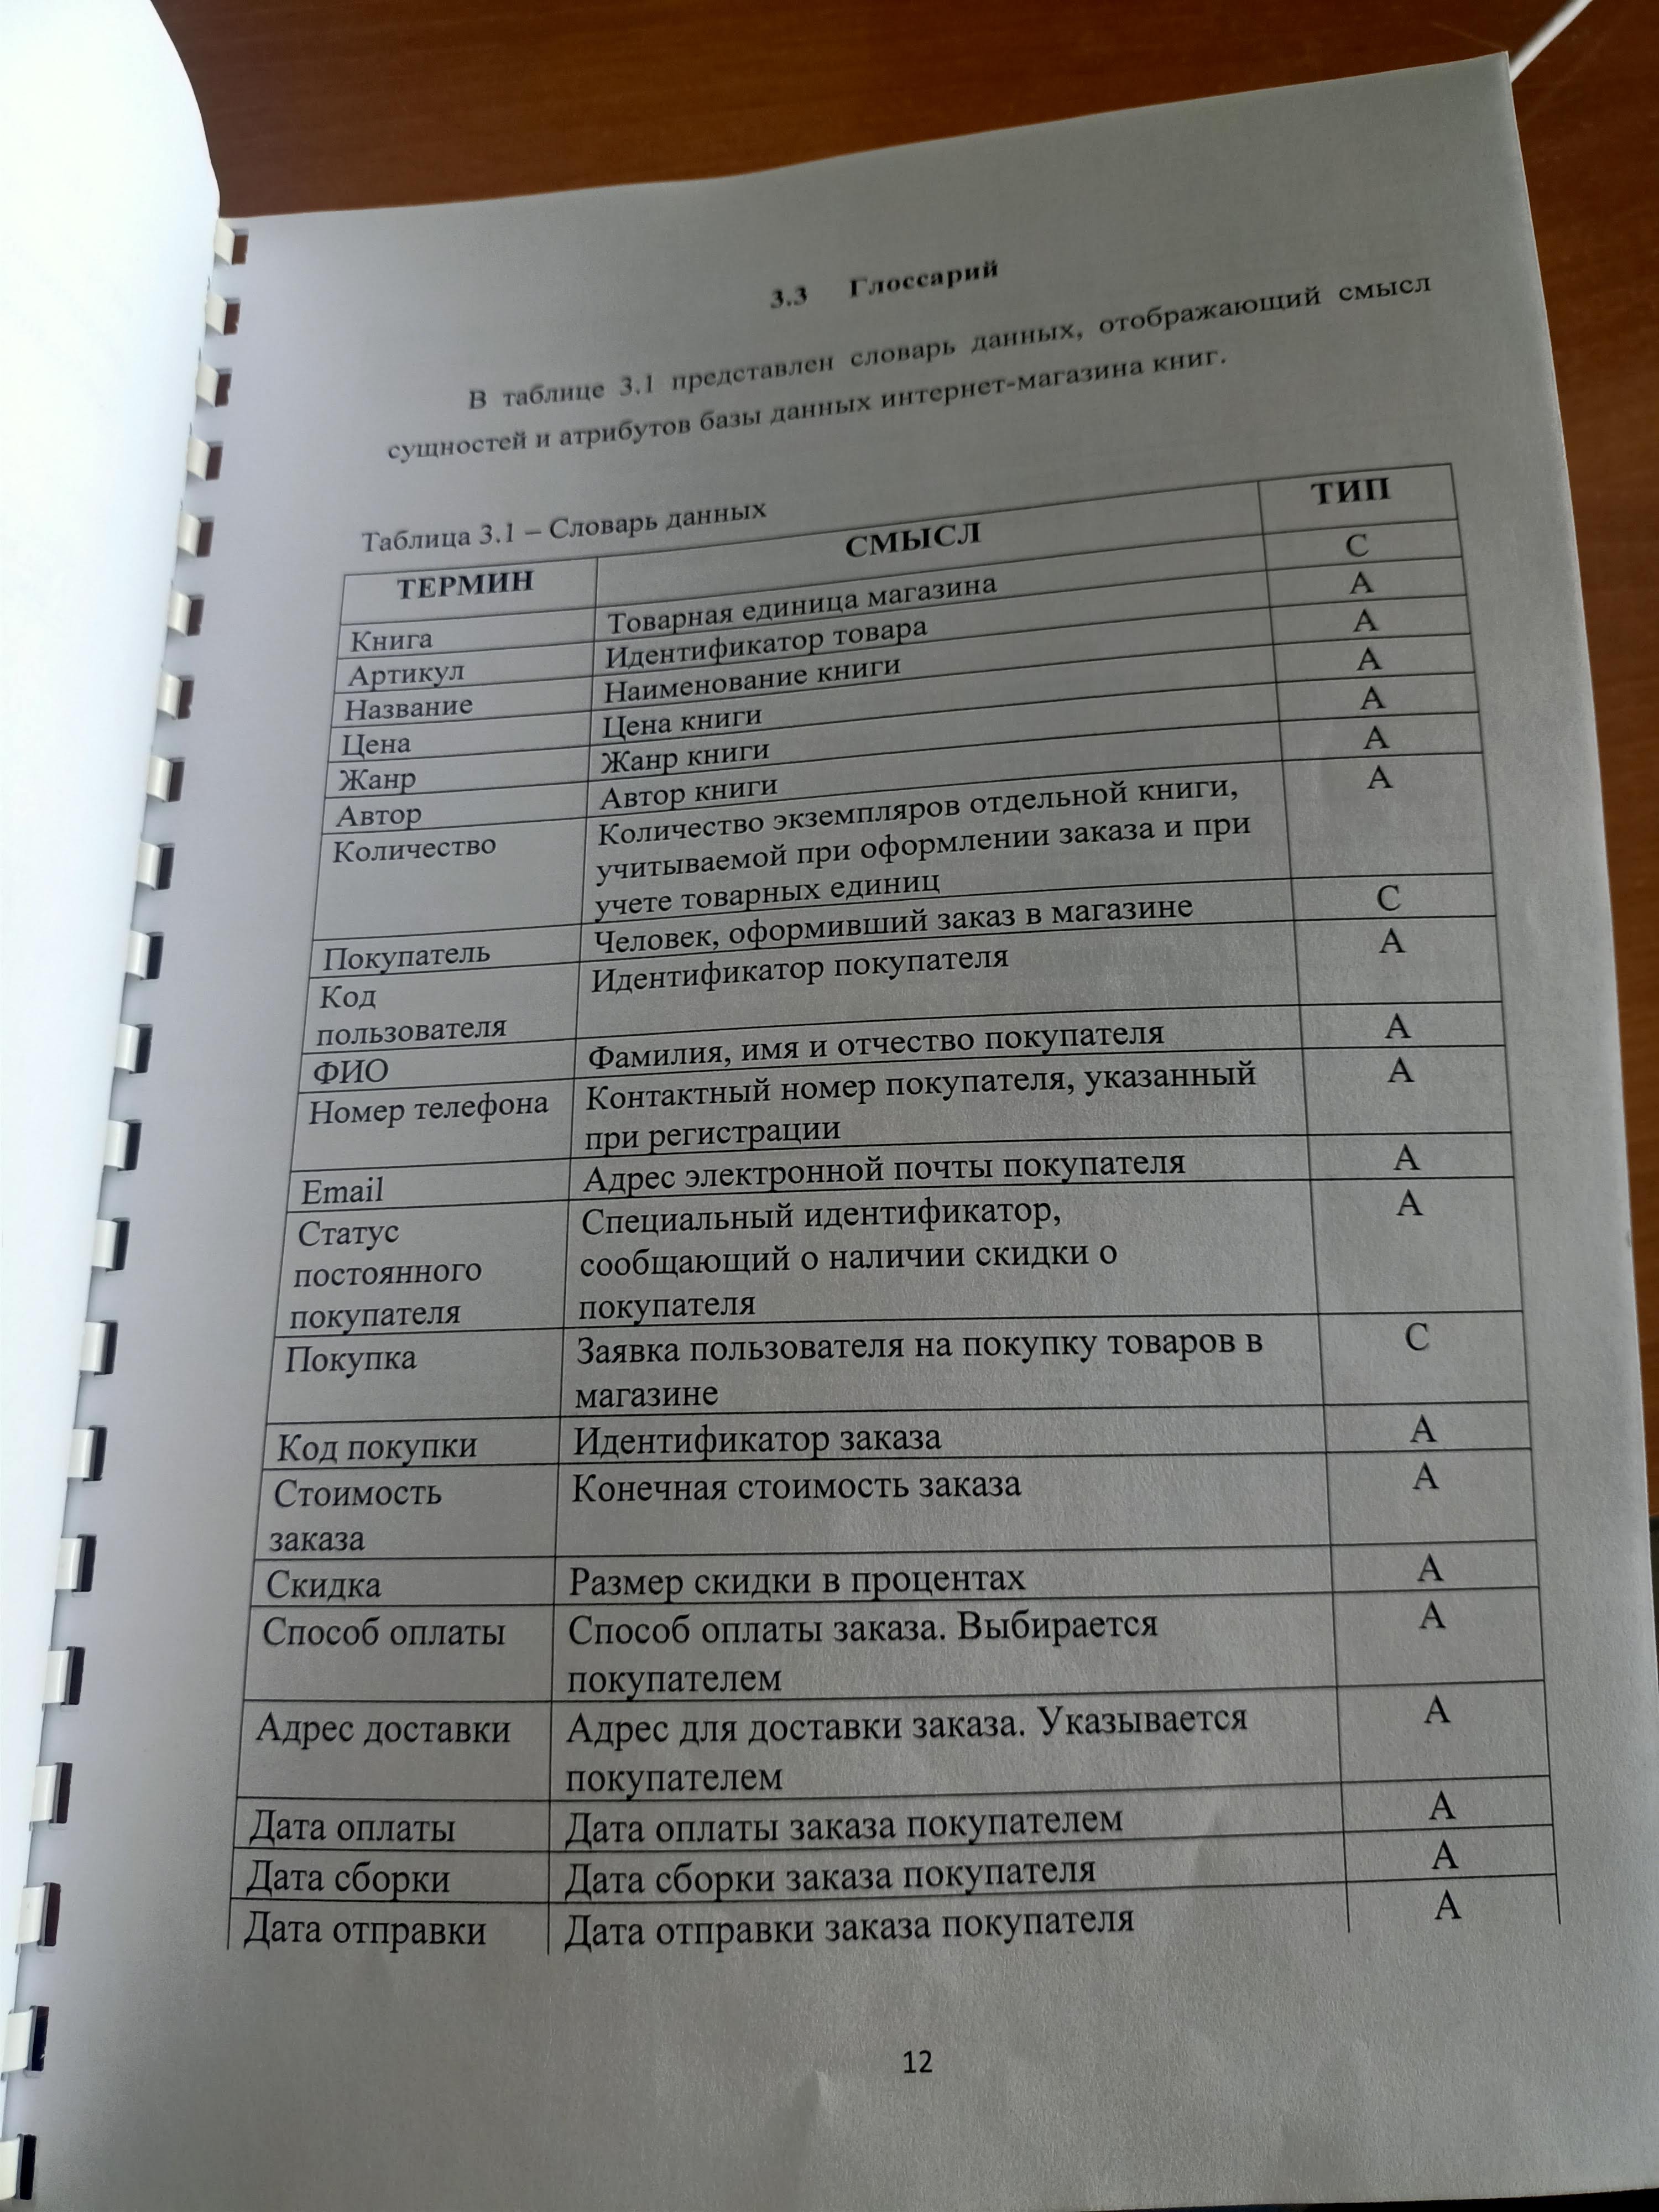 3.3 Глоссарий
В таблице 3.1 представлен словарь данных, отображающий смысл
сущностей и атрибутов базы данных интернет-магазина книг.
Таблица 3.1 – Словарь данных
ТЕРМИН СМЫСЛ ТИП
Книга Товарная единица магазина С
Артикул Идентификатор товара А
Название Наименование книги А
Цена Цена книги А
Жанр Жанр книги А
Автор Автор книги А
Количество Количество экземпляров отдельной книги, А
учитываемой при оформлении заказа и при
учете товарных единиц
Покупатель Человек, оформивший заказ в магазине С
Код Идентификатор покупателя А
пользователя
ФИО Фамилия, имя и отчество покупателя А
Номер телефона Контактный номер покупателя, указанный А
при регистрации
Email Адрес электронной почты покупателя А
Статус Специальный идентификатор, А
постоянного сообщающий о наличии скидки о
покупателя покупателя
Покупка Заявка пользователя на покупку товаров в С
магазине
Код покупки Идентификатор заказа А
Стоимость Конечная стоимость заказа А
заказа
Скидка Размер скидки в процентах А
Способ оплаты Способ оплаты заказа. Выбирается А
покупателем
Адрес доставки Адрес для доставки заказа. Указывается А
покупателем
Дата оплаты Дата оплаты заказа покупателем А
Дата сборки Дата сборки заказа покупателя А
Дата отправки Дата отправки заказа покупателя А
12